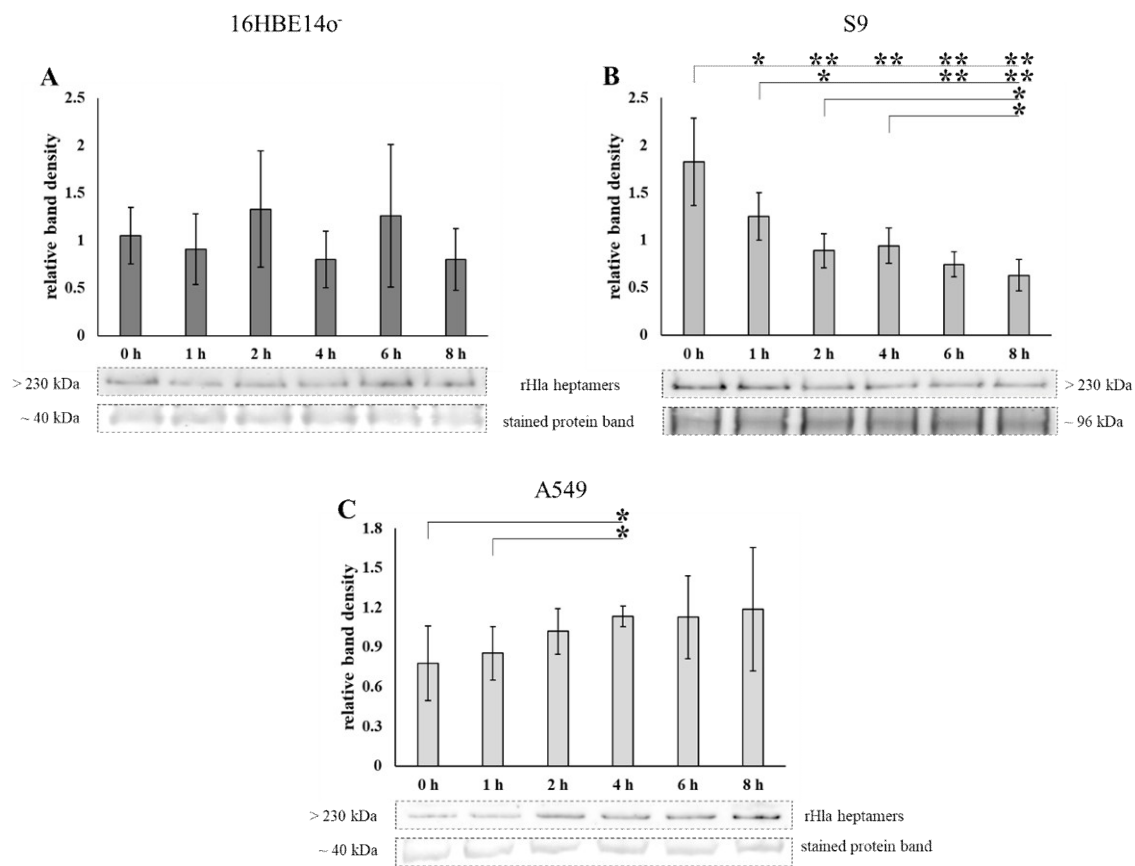 16HBE14o-
S9
A
B
* ** ** ** **
* ** **
*
*
2.5
2
1.5
1
0.5
0
relative band density
0 h 1 h 2 h 4 h 6 h 8 h
2.5
2
1.5
1
0.5
0
relative band density
0 h 1 h 2 h 4 h 6 h 8 h
> 230 kDa
rHla heptamers
> 230 kDa
~ 40 kDa
stained protein band
~ 96 kDa
A549
C
*
*
1.8
1.5
1.2
0.9
0.6
0.3
0
relative band density
0 h 1 h 2 h 4 h 6 h 8 h
> 230 kDa
rHla heptamers
~ 40 kDa
stained protein band